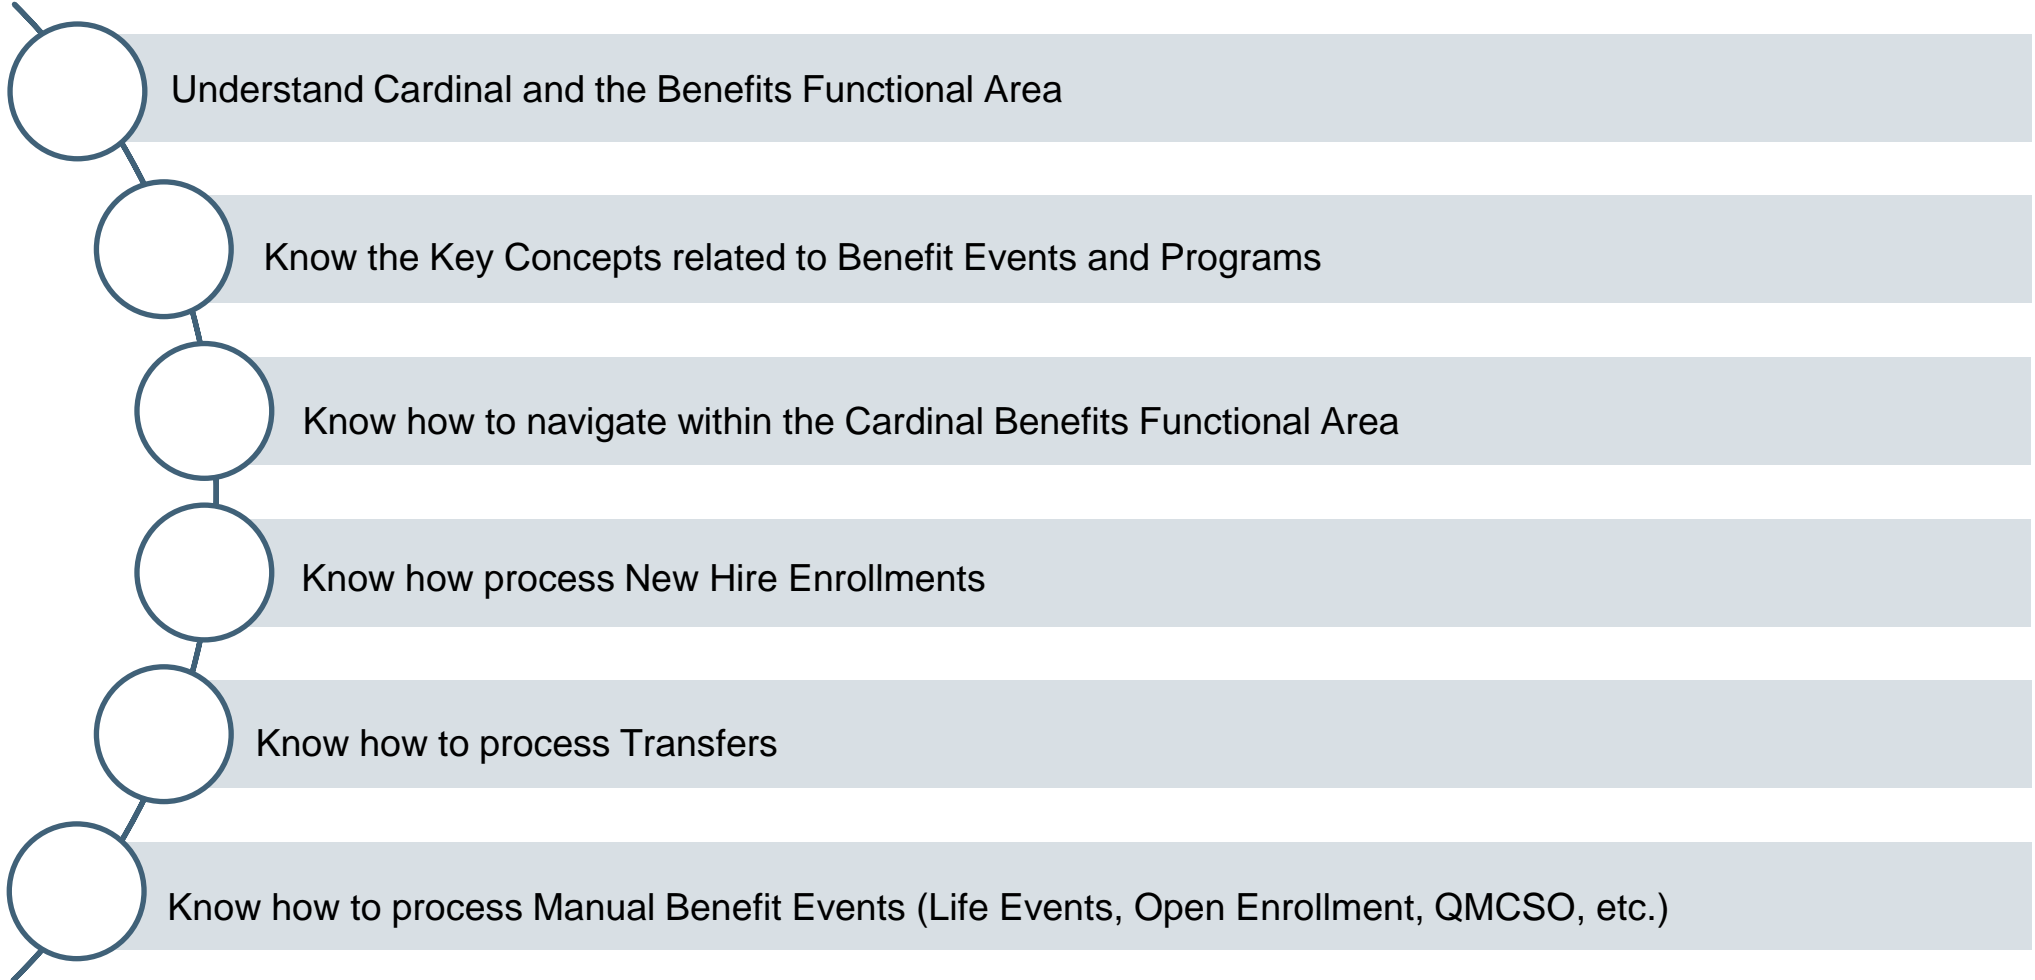 Understand Cardinal and the Benefits Functional Area
Know the Key Concepts related to Benefit Events and Programs
Know how to navigate within the Cardinal Benefits Functional Area
Know how process New Hire Enrollments
Know how to process Transfers
Know how to process Manual Benefit Events (Life Events, Open Enrollment, QMCSO, etc.)